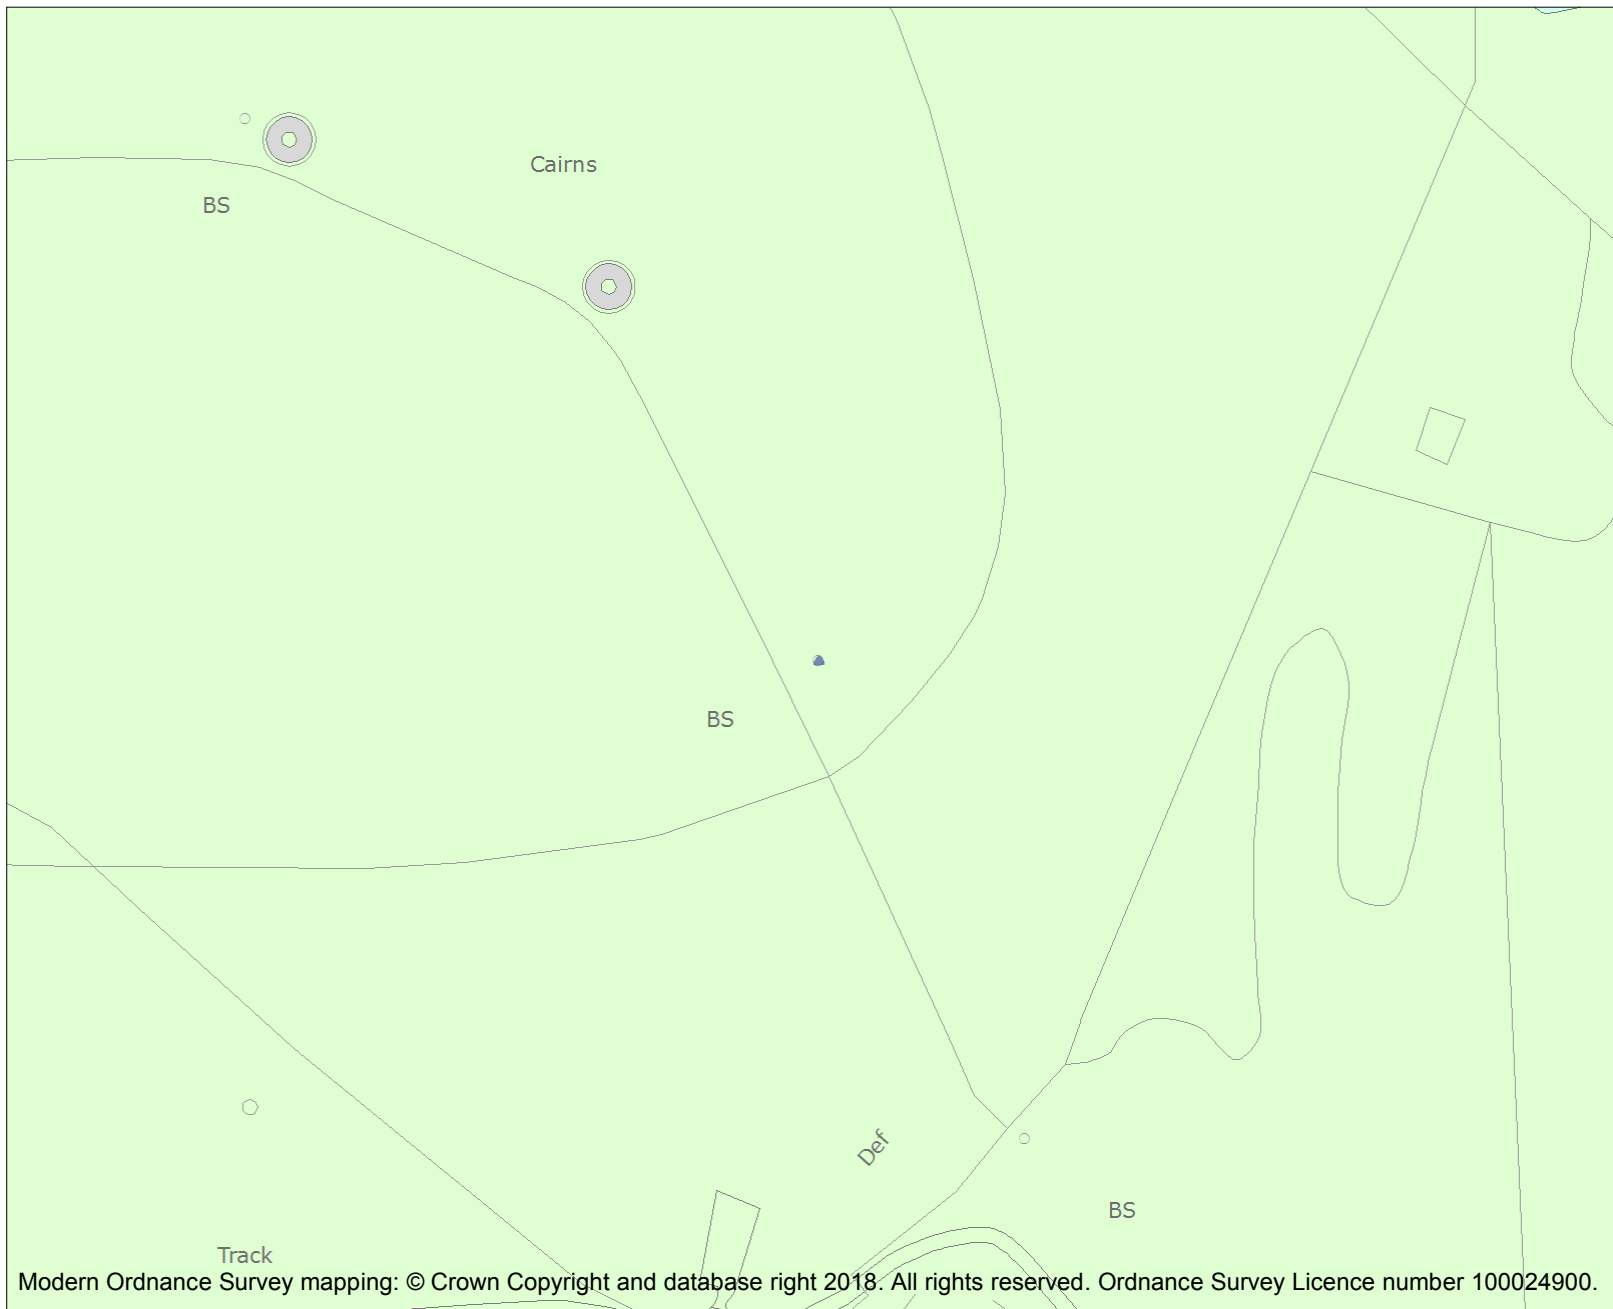 Cairns
BS
BS
Def
BS
Track
Modern Ordnance Survey mapping: © Crown Copyright and database right 2018. All rights reserved. Ordnance Survey Licence number 100024900.